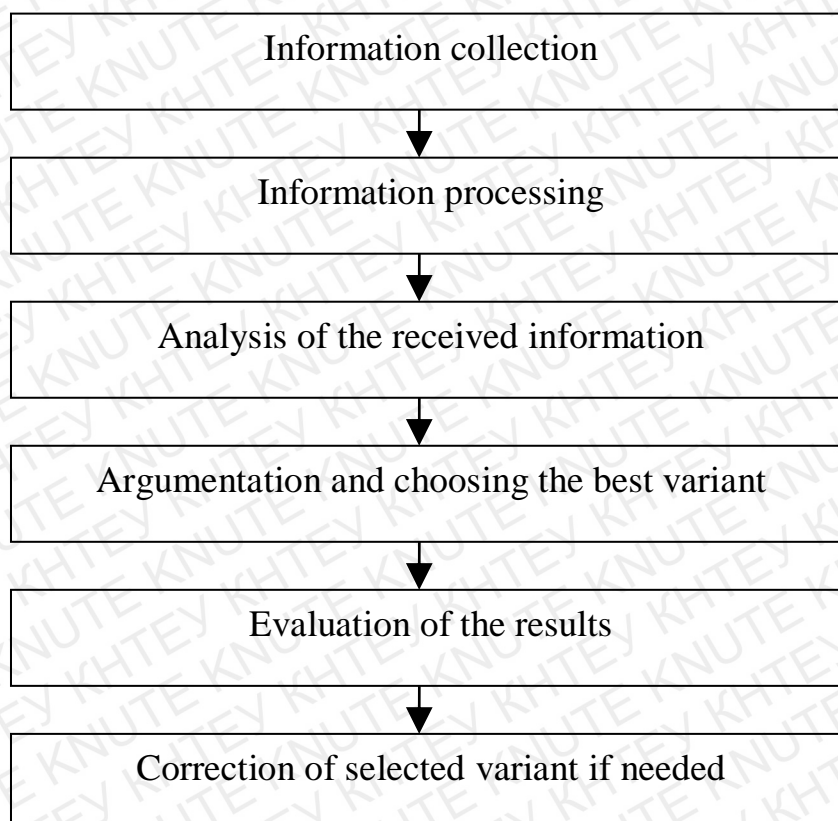 Information collection
Information processing
Analysis of the received information
Argumentation and choosing the best variant
Evaluation of the results
Correction of selected variant if needed